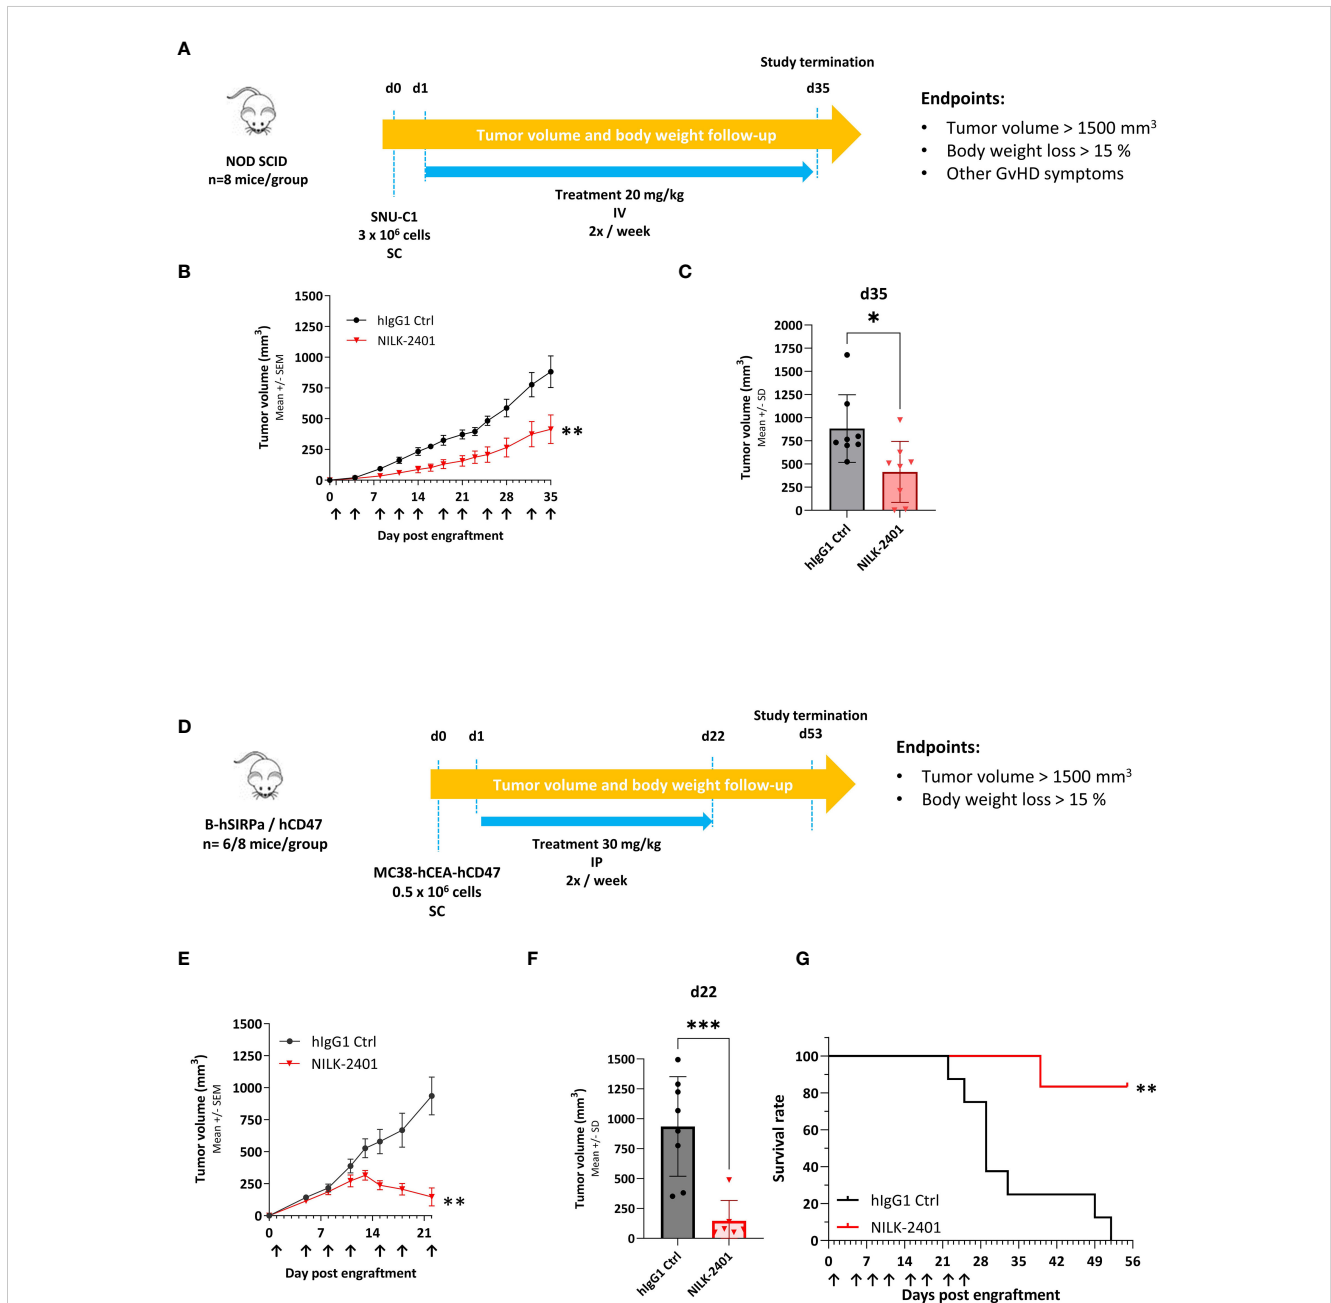 A
Study termination
d0 d1 d35
Tumor volume and body weight follow-up
NOD SCID
n=8 mice/group
Treatment 20 mg/kg
IV
2x / week
SNU-C1
3 x 10⁶ cells
SC
Endpoints:
• Tumor volume > 1500 mm³
• Body weight loss > 15 %
• Other GvHD symptoms
B
Tumor volume (mm³)
Mean +/- SEM
1500
1250
1000
750
500
250
0
hIgG1 Ctrl
NILK-2401
**
0 7 14 21 28 35
Day post engraftment
C
d35
*
Tumor volume (mm³)
Mean +/- SD
2000
1750
1500
1250
1000
750
500
250
0
hIgG1 Ctrl
NILK-2401
D
Study termination
d0 d1 d22 d53
Tumor volume and body weight follow-up
B-hSIRPa / hCD47
n= 6/8 mice/group
Treatment 30 mg/kg
IP
2x / week
MC38-hCEA-hCD47
0.5 x 10⁶ cells
SC
Endpoints:
• Tumor volume > 1500 mm³
• Body weight loss > 15 %
E
Tumor volume (mm³)
Mean +/- SEM
1500
1250
1000
750
500
250
0
hIgG1 Ctrl
NILK-2401
**
0 7 14 21
Day post engraftment
F
d22
***
Tumor volume (mm³)
Mean +/- SD
1500
1250
1000
750
500
250
0
hIgG1 Ctrl
NILK-2401
G
Survival rate
100
80
60
40
20
0
**
hIgG1 Ctrl
NILK-2401
0 7 14 21 28 35 42 49 56
Days post engraftment